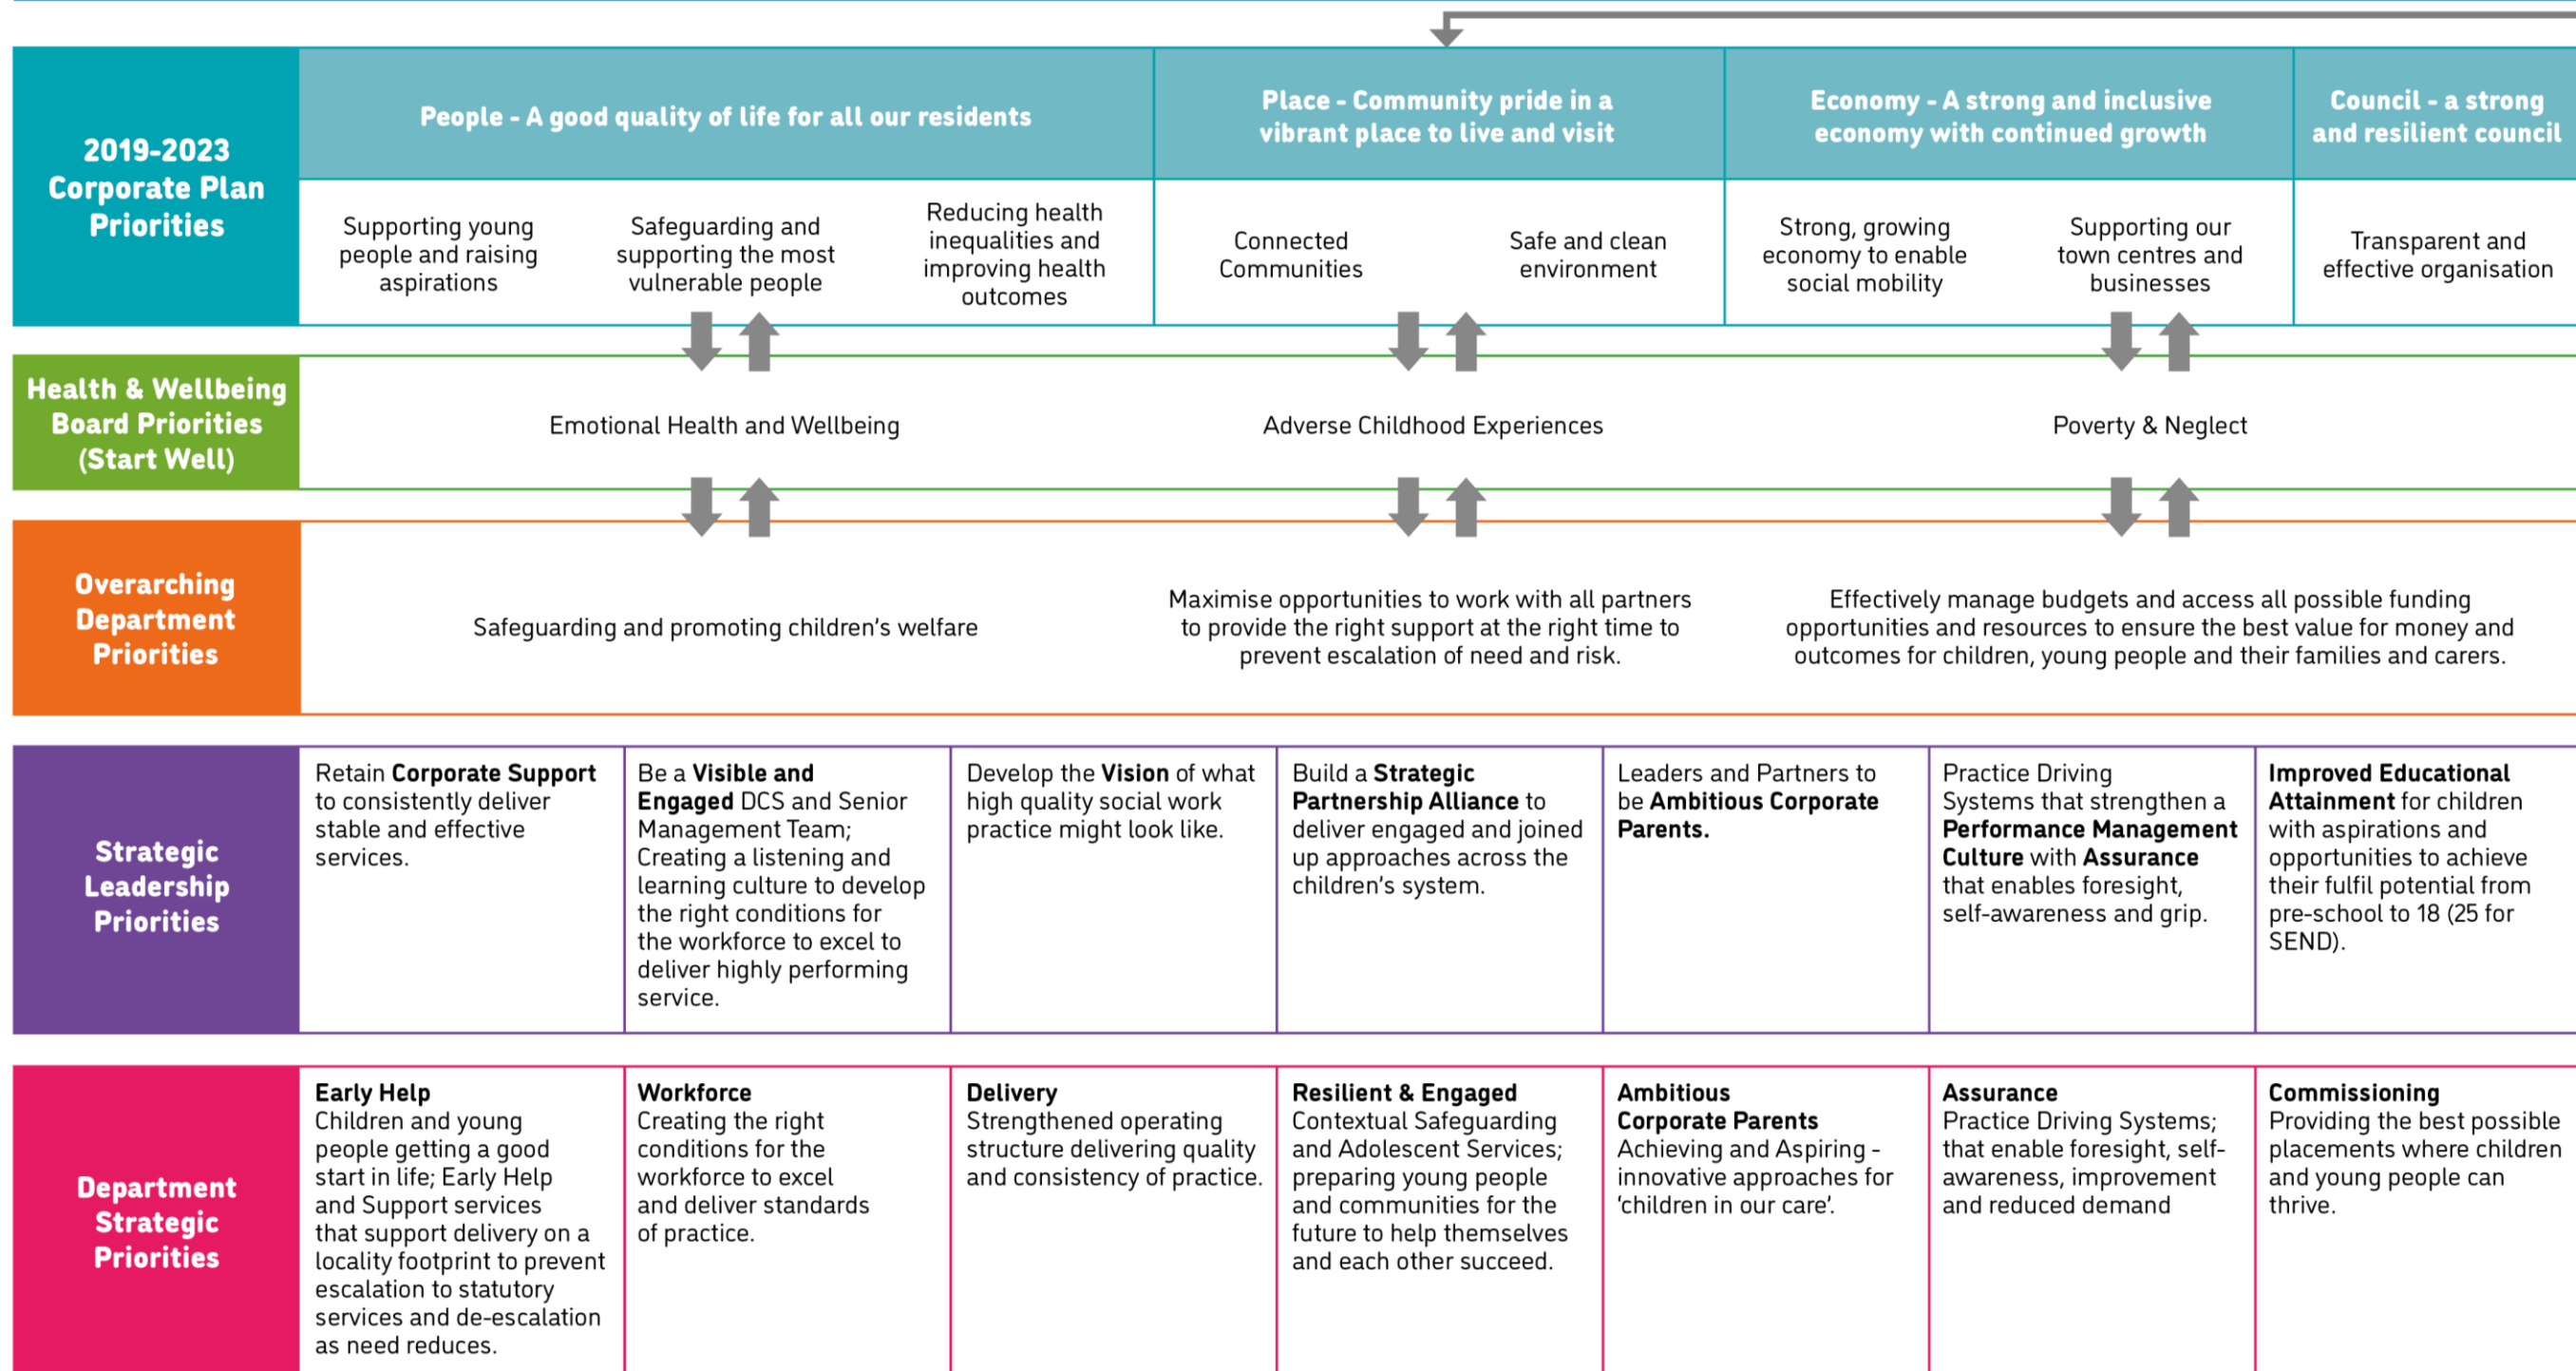 2019-2023
Corporate Plan
Priorities
People - A good quality of life for all our residents
Place - Community pride in a
vibrant place to live and visit
Economy - A strong and inclusive
economy with continued growth
Council - a strong
and resilient council
Supporting young
people and raising
aspirations
Safeguarding and
supporting the most
vulnerable people
Reducing health
inequalities and
improving health
outcomes
Connected
Communities
Safe and clean
environment
Strong, growing
economy to enable
social mobility
Supporting our
town centres and
businesses
Transparent and
effective organisation
Health & Wellbeing
Board Priorities
(Start Well)
Emotional Health and Wellbeing
Adverse Childhood Experiences
Poverty & Neglect
Overarching
Department
Priorities
Safeguarding and promoting children's welfare
Maximise opportunities to work with all partners
to provide the right support at the right time to
prevent escalation of need and risk.
Effectively manage budgets and access all possible funding
opportunities and resources to ensure the best value for money and
outcomes for children, young people and their families and carers.
Strategic
Leadership
Priorities
Retain Corporate Support
to consistently deliver
stable and effective
services.
Be a Visible and
Engaged DCS and Senior
Management Team;
Creating a listening and
learning culture to develop
the right conditions for
the workforce to excel to
deliver highly performing
service.
Develop the Vision of what
high quality social work
practice might look like.
Build a Strategic
Partnership Alliance to
deliver engaged and joined
up approaches across the
children's system.
Leaders and Partners to
be Ambitious Corporate
Parents.
Practice Driving
Systems that strengthen a
Performance Management
Culture with Assurance
that enables foresight,
self-awareness and grip.
Improved Educational
Attainment for children
with aspirations and
opportunities to achieve
their fulfil potential from
pre-school to 18 (25 for
SEND).
Department
Strategic
Priorities
Early Help
Children and young
people getting a good
start in life; Early Help
and Support services
that support delivery on a
locality footprint to prevent
escalation to statutory
services and de-escalation
as need reduces.
Workforce
Creating the right
conditions for the
workforce to excel
and deliver standards
of practice.
Delivery
Strengthened operating
structure delivering quality
and consistency of practice.
Resilient & Engaged
Contextual Safeguarding
and Adolescent Services;
preparing young people
and communities for the
future to help themselves
and each other succeed.
Ambitious
Corporate Parents
Achieving and Aspiring -
innovative approaches for
'children in our care'.
Assurance
Practice Driving Systems;
that enable foresight, self-
awareness, improvement
and reduced demand
Commissioning
Providing the best possible
placements where children
and young people can
thrive.